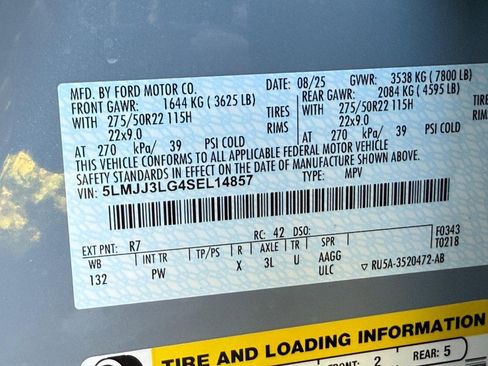 MFD. BY FORD MOTOR CO. DATE: 08/25 GVWR: 3538 KG ( 7800 LB)
FRONT GAWR: 1644 KG ( 3625 LB) REAR GAWR: 2084 KG ( 4595 LB)
WITH 275/50R22 115H TIRES WITH 275/50R22 115H
22x9.0 RIMS 22x9.0
AT 270 kPa/ 39 PSI COLD AT 270 kPa/ 39 PSI COLD
THIS VEHICLE CONFORMS TO ALL APPLICABLE FEDERAL MOTOR VEHICLE
SAFETY STANDARDS IN EFFECT ON THE DATE OF MANUFACTURE SHOWN ABOVE.
VIN: 5LMJJ3LG4SEL14857 TYPE: MPV
EXT PNT: R7 RC: 42 DSO: F0343
WB INT TR TP/PS R AXLE TR SPR T0218
132 PW X 3L U AAGG
ULC ▽RU5A-3520472-AB
TIRE AND LOADING INFORMATION
FRONT: 2 REAR: 5